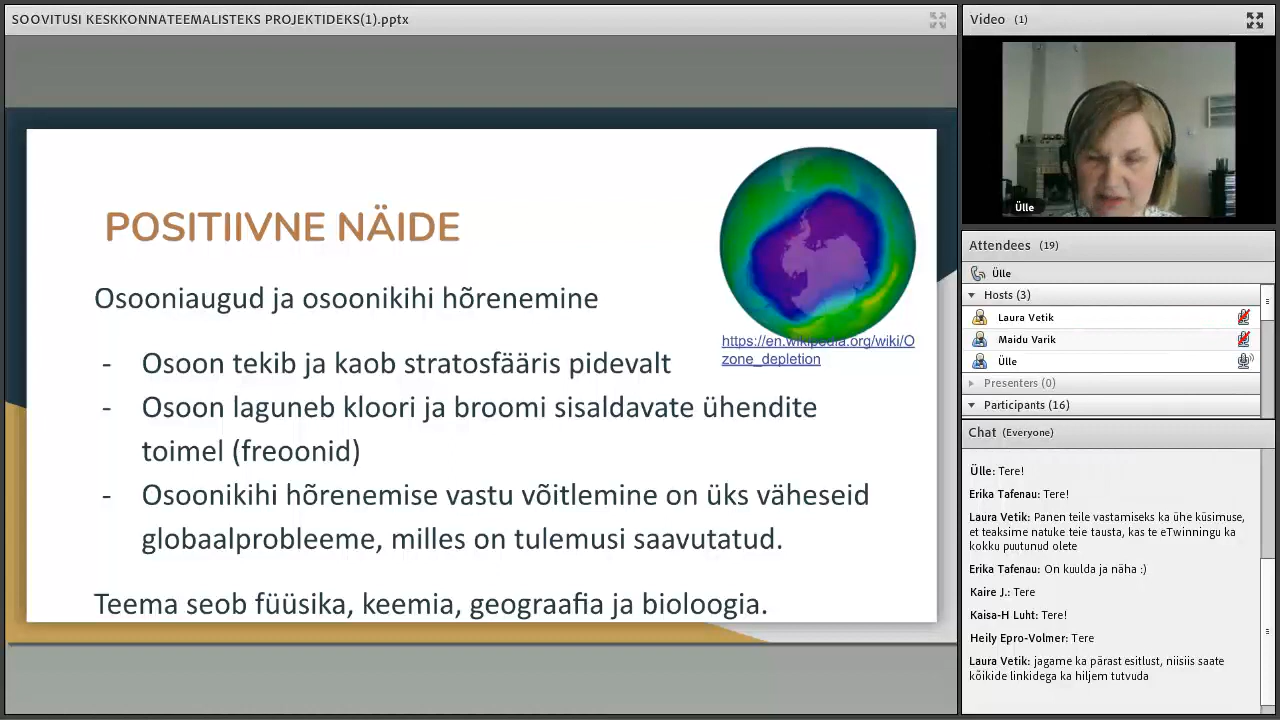 SOOVITUSI KESKKONNATEEMALISTEKS PROJEKTIDEKS(1).pptx
POSITIIVNE NÄIDE
Osooniaugud ja osoonikihi hõrenemine
- Osoon tekib ja kaob stratosfääris pidevalt
- Osoon laguneb kloori ja broomi sisaldavate ühendite
toimel (freoonid)
- Osoonikihi hõrenemise vastu võitlemine on üks väheseid
globaalprobleeme, milles on tulemusi saavutatud.
Teema seob füüsika, keemia, geograafia ja bioloogia.
https://en.wikipedia.org/wiki/O
zone_depletion
Video (1)
Ülle
Attendees (19)
Ülle
Hosts (3)
Laura Vetik
Maidu Varik
Ülle
Presenters (0)
Participants (16)
Chat (Everyone)
Ülle: Tere!
Erika Tafenau: Tere!
Laura Vetik: Panen teile vastamiseks ka ühe küsimuse,
et teaksime natuke teie tausta, kas te eTwinningu ka
kokku puutunud olete
Erika Tafenau: On kuulda ja näha :)
Kaire J.: Tere
Kaisa-H Luht: Tere!
Heily Epro-Volmer: Tere
Laura Vetik: jagame ka pärast esitlust, niisiis saate
kõikide linkidega ka hiljem tutvuda